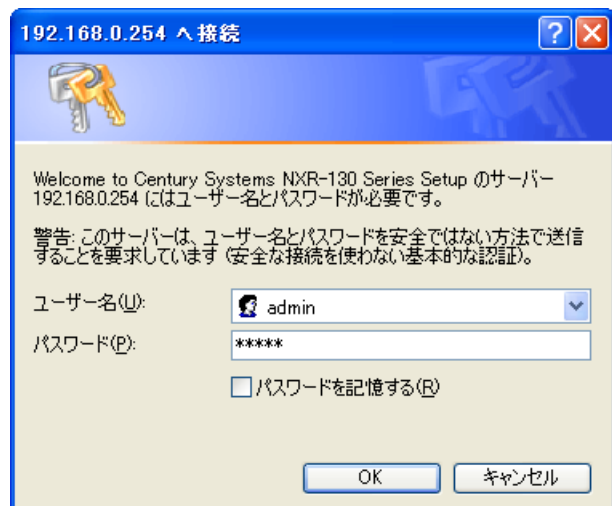 192.168.0.254 へ接続
Welcome to Century Systems NXR-130 Series Setup のサーバー
192.168.0.254 にはユーザー名とパスワードが必要です。
警告: このサーバーは、ユーザー名とパスワードを安全ではない方法で送信
することを要求しています (安全な接続を使わない基本的な認証)。
ユーザー名(U):
admin
パスワード(P):
*****
パスワードを記憶する(R)
OK
キャンセル